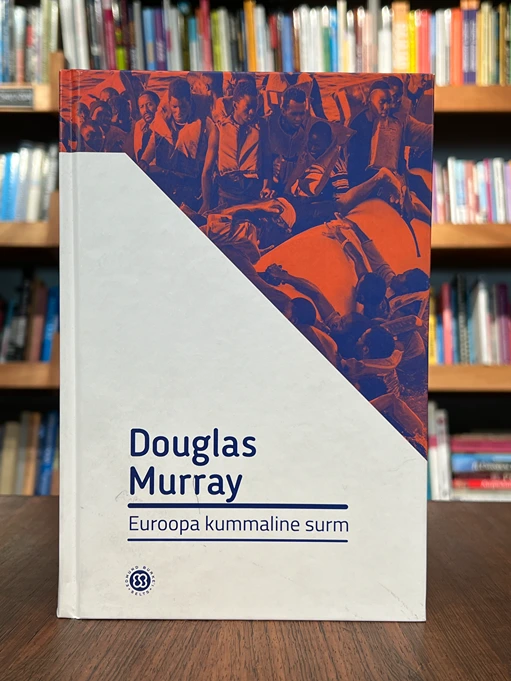 Douglas
Murray
Euroopa kummaline surm